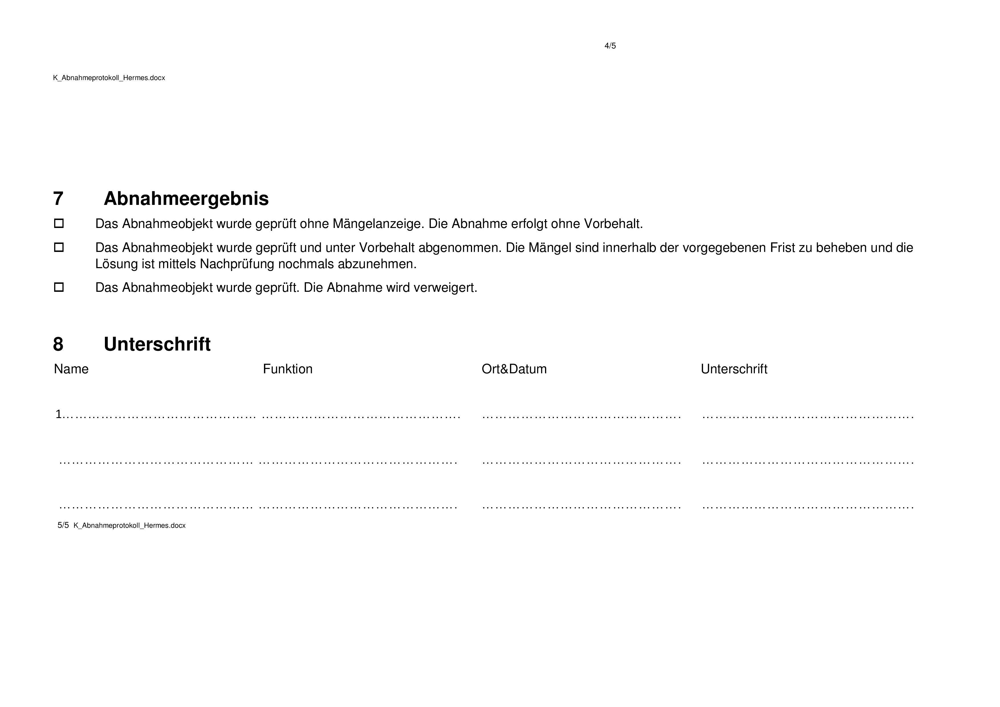 4/5
K_Abnahmeprotokoll_Hermes.docx
7 Abnahmeergebnis
☐ Das Abnahmeobjekt wurde geprüft ohne Mängelanzeige. Die Abnahme erfolgt ohne Vorbehalt.
☐ Das Abnahmeobjekt wurde geprüft und unter Vorbehalt abgenommen. Die Mängel sind innerhalb der vorgegebenen Frist zu beheben und die
Lösung ist mittels Nachprüfung nochmals abzunehmen.
☐ Das Abnahmeobjekt wurde geprüft. Die Abnahme wird verweigert.
8 Unterschrift
Name Funktion Ort&Datum Unterschrift
1……………………………………… ………………………………………. ………………………………………. ………………………………………….
……………………………………… ………………………………………. ………………………………………. ………………………………………….
……………………………………… ………………………………………. ………………………………………. ………………………………………….
5/5 K_Abnahmeprotokoll_Hermes.docx